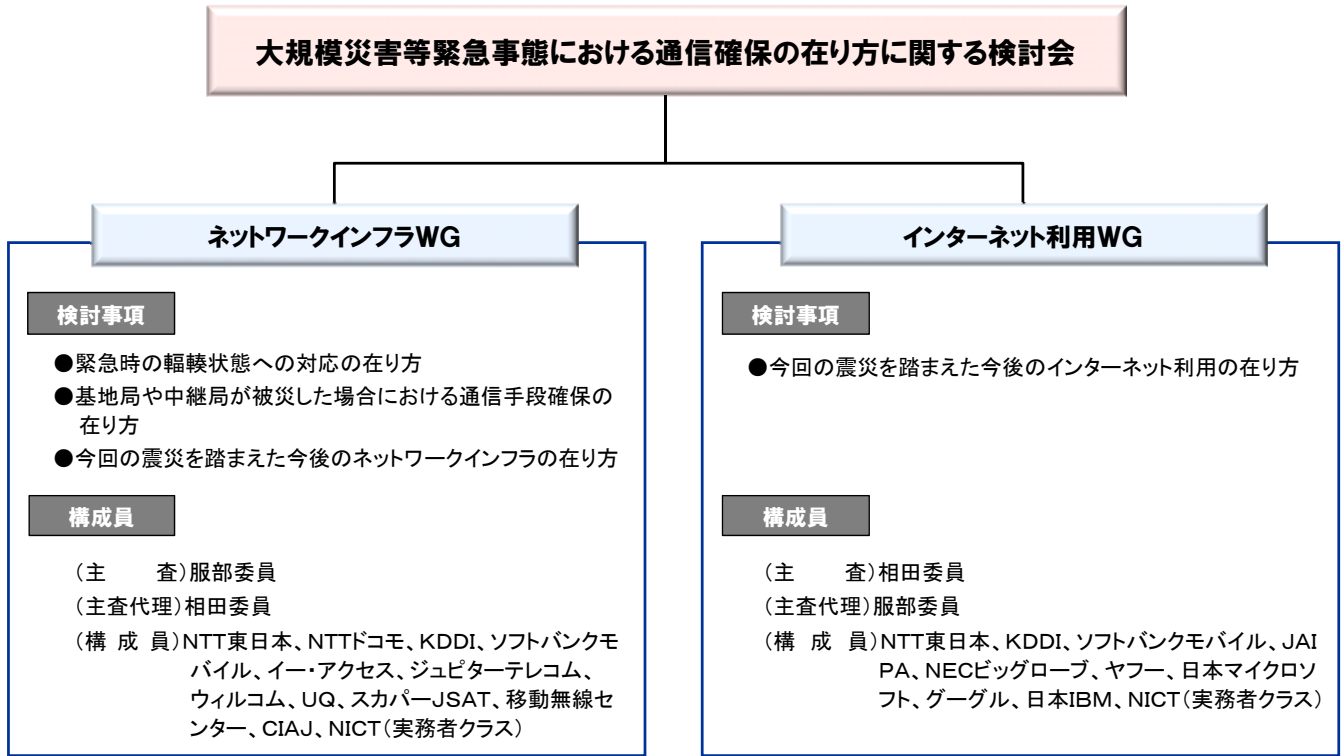 大規模災害等緊急事態における通信確保の在り方に関する検討会
ネットワークインフラWG
検討事項
●緊急時の輻輳状態への対応の在り方
●基地局や中継局が被災した場合における通信手段確保の
在り方
●今回の震災を踏まえた今後のネットワークインフラの在り方
構成員
(主　　査)服部委員
(主査代理)相田委員
(構 成 員)NTT東日本、NTTドコモ、KDDI、ソフトバンクモ
バイル、イー・アクセス、ジュピターテレコム、
ウィルコム、UQ、スカパーJSAT、移動無線セ
ンター、CIAJ、NICT(実務者クラス)
インターネット利用WG
検討事項
●今回の震災を踏まえた今後のインターネット利用の在り方
構成員
(主　　査)相田委員
(主査代理)服部委員
(構 成 員)NTT東日本、KDDI、ソフトバンクモバイル、JAI
PA、NECビッグローブ、ヤフー、日本マイクロソ
フト、グーグル、日本IBM、NICT(実務者クラス)